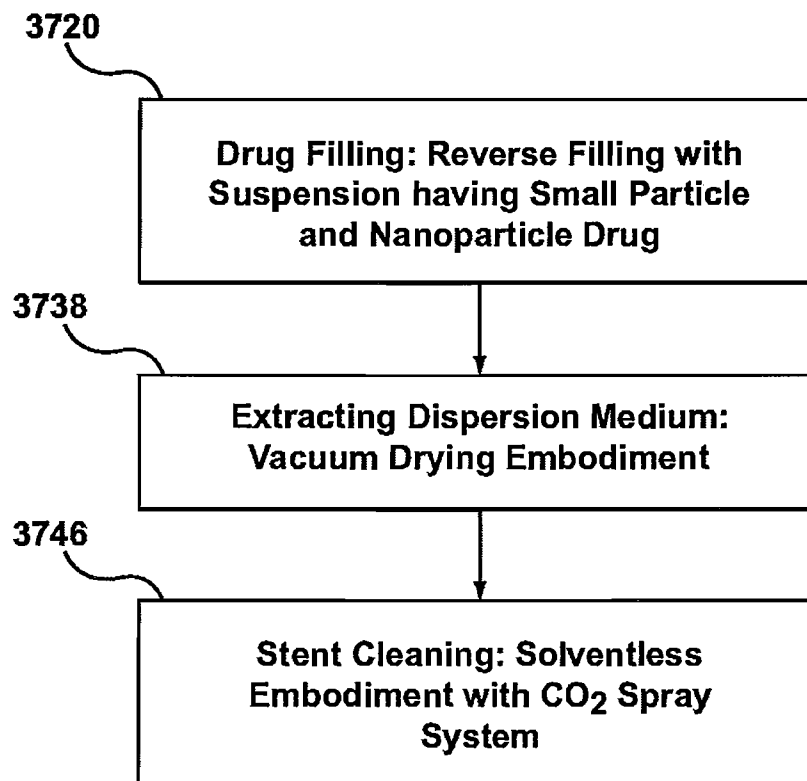 3720
Drug Filling: Reverse Filling with
Suspension having Small Particle
and Nanoparticle Drug
3738
Extracting Dispersion Medium:
Vacuum Drying Embodiment
3746
Stent Cleaning: Solventless
Embodiment with CO₂ Spray
System